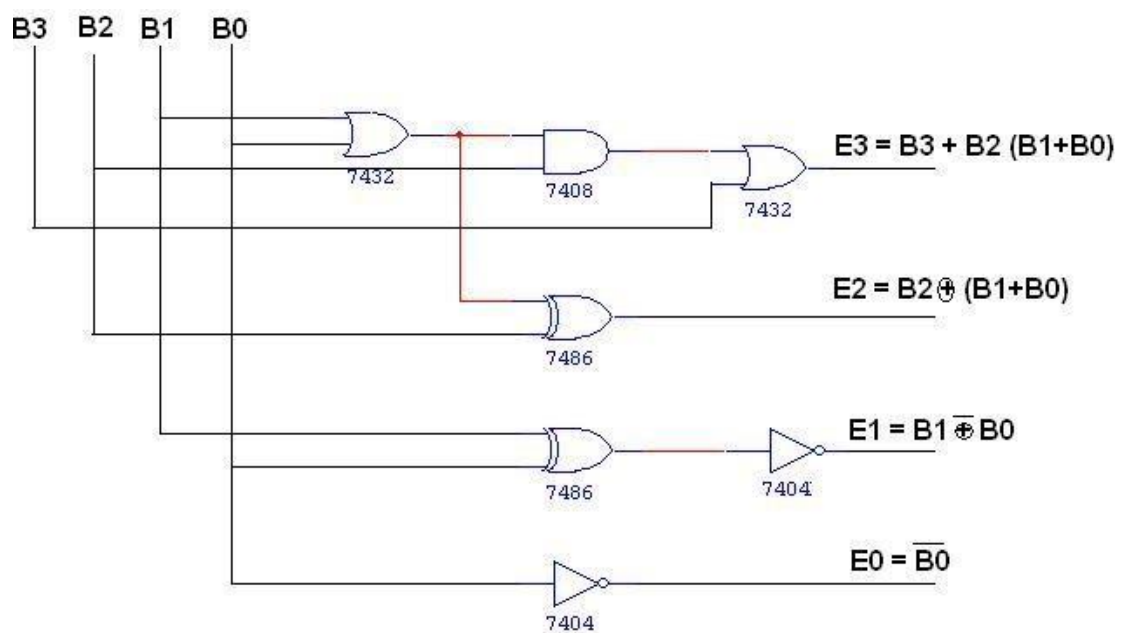 B3 B2 B1 B0
E3 = B3 + B2 (B1+B0)
7432
7408
7432
E2 = B2 ⊕ (B1+B0)
7486
E1 = B1 ⊕̅ B0
7486
7404
E0 = B̅0̅
7404